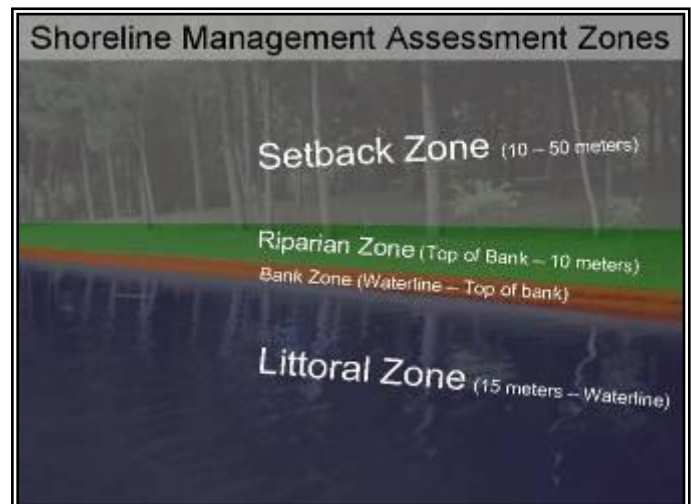 Shoreline Management Assessment Zones
Setback Zone (10 – 50 meters)
Riparian Zone (Top of Bank – 10 meters)
Bank Zone (Waterline – Top of bank)
Littoral Zone (15 meters – Waterline)